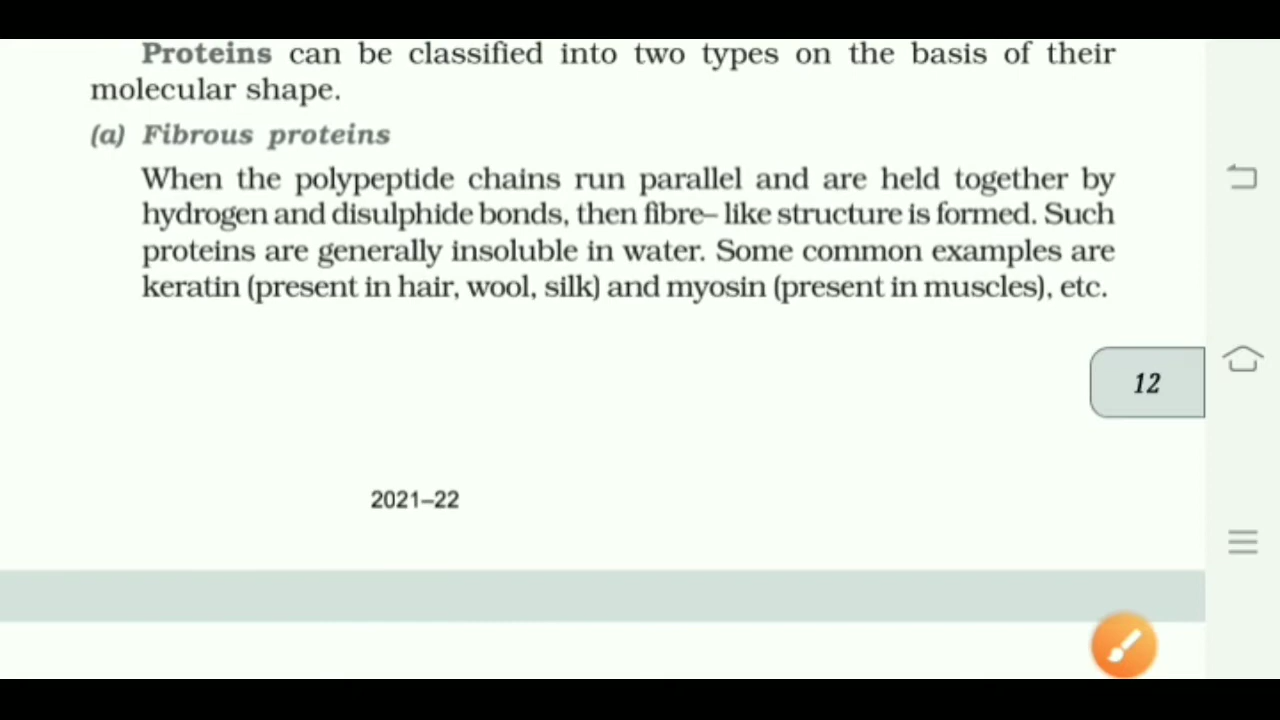 Proteins can be classified into two types on the basis of their
molecular shape.
(a) Fibrous proteins
When the polypeptide chains run parallel and are held together by
hydrogen and disulphide bonds, then fibre– like structure is formed. Such
proteins are generally insoluble in water. Some common examples are
keratin (present in hair, wool, silk) and myosin (present in muscles), etc.
12
2021–22